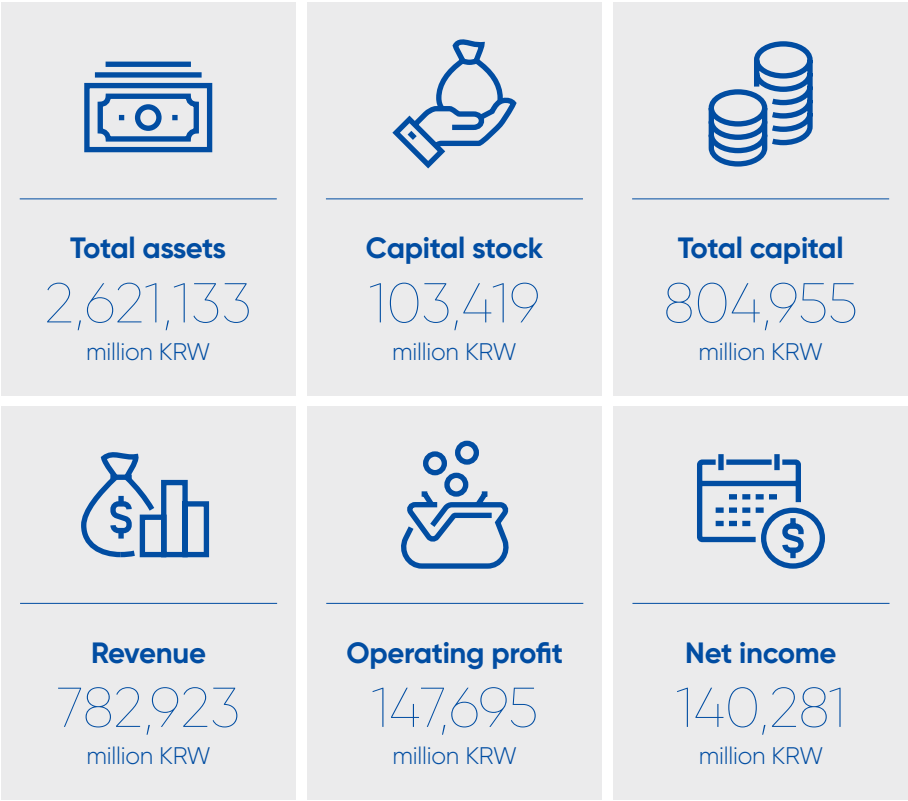 Total assets
2,621,133
million KRW
Capital stock
103,419
million KRW
Total capital
804,955
million KRW
$
Revenue
782,923
million KRW
Operating profit
147,695
million KRW
$
Net income
140,281
million KRW